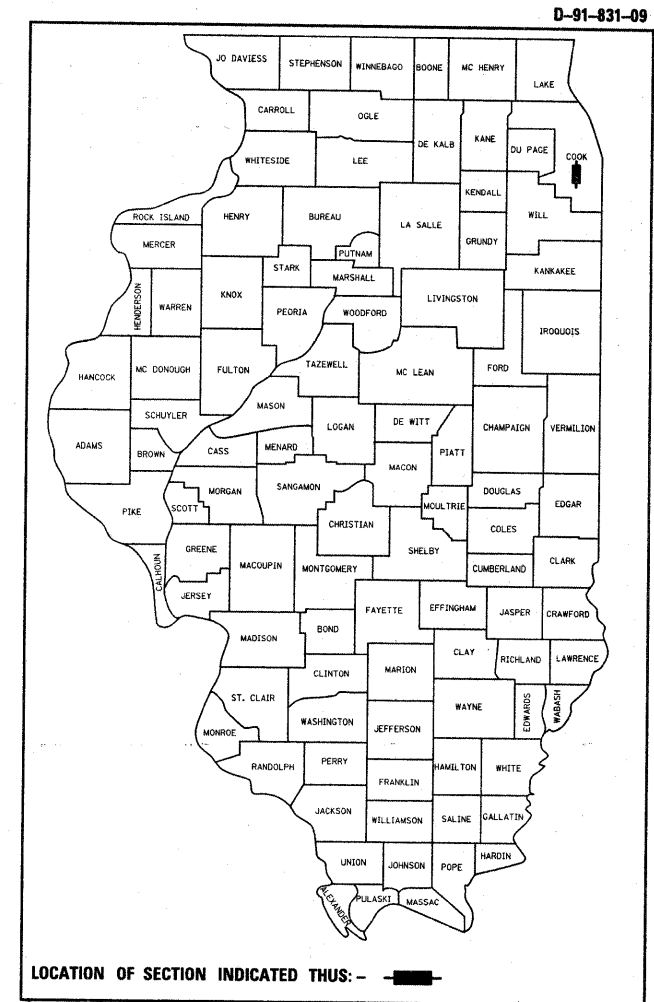 D-91-831-09
JO DAVIESS
STEPHENSON
WINNEBAGO
BOONE
MC HENRY
LAKE
CARROLL
OGLE
DE KALB
KANE
DU PAGE
COOK
WHITESIDE
LEE
KENDALL
WILL
ROCK ISLAND
HENRY
BUREAU
LA SALLE
GRUNDY
MERCER
PUTNAM
STARK
MARSHALL
KANKAKEE
HENDERSON
WARREN
KNOX
PEORIA
WOODFORD
LIVINGSTON
IROQUOIS
HANCOCK
MC DONOUGH
FULTON
TAZEWELL
MC LEAN
FORD
MASON
SCHUYLER
LOGAN
DE WITT
CHAMPAIGN
VERMILION
ADAMS
BROWN
CASS
MENARD
MACON
PIATT
PIKE
SCOTT
MORGAN
SANGAMON
CHRISTIAN
MOULTRIE
DOUGLAS
EDGAR
COLES
GREENE
MACOUPIN
MONTGOMERY
SHELBY
CUMBERLAND
CLARK
CALHOUN
JERSEY
FAYETTE
EFFINGHAM
JASPER
CRAWFORD
MADISON
BOND
CLAY
RICHLAND
LAWRENCE
CLINTON
MARION
ST. CLAIR
WASHINGTON
WAYNE
EDWARDS
WABASH
MONROE
JEFFERSON
RANDOLPH
PERRY
HAMILTON
WHITE
FRANKLIN
JACKSON
WILLIAMSON
SALINE
GALLATIN
UNION
JOHNSON
POPE
HARDIN
ALEXANDER
PULASKI
MASSAC
LOCATION OF SECTION INDICATED THUS: -